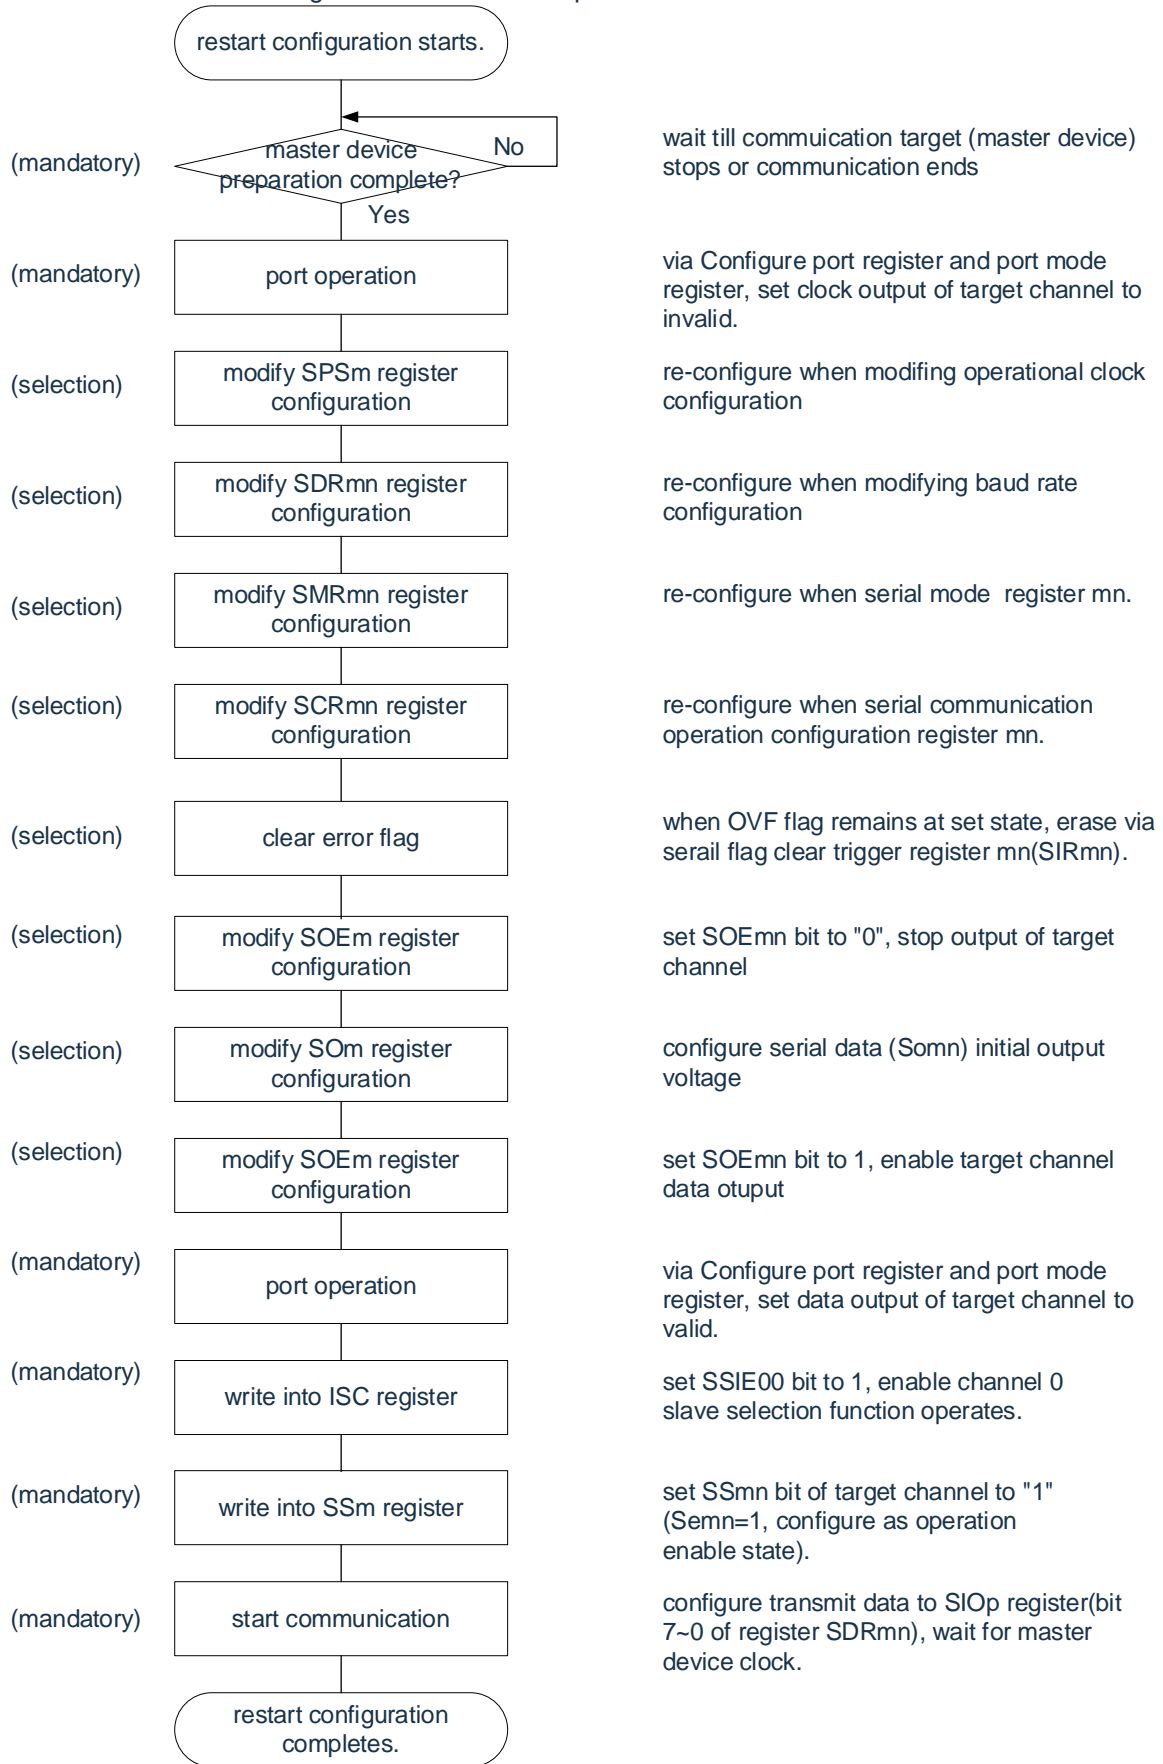 restart configuration starts.
(mandatory)
master device
preparation complete?
No
Yes
wait till commuication target (master device)
stops or communication ends
(mandatory)
port operation
via Configure port register and port mode
register, set clock output of target channel to
invalid.
(selection)
modify SPSm register
configuration
re-configure when modifing operational clock
configuration
(selection)
modify SDRmn register
configuration
re-configure when modifying baud rate
configuration
(selection)
modify SMRmn register
configuration
re-configure when serial mode  register mn.
(selection)
modify SCRmn register
configuration
re-configure when serial communication
operation configuration register mn.
(selection)
clear error flag
when OVF flag remains at set state, erase via
serail flag clear trigger register mn(SIRmn).
(selection)
modify SOEm register
configuration
set SOEmn bit to "0", stop output of target
channel
(selection)
modify SOm register
configuration
configure serial data (Somn) initial output
voltage
(selection)
modify SOEm register
configuration
set SOEmn bit to 1, enable target channel
data otuput
(mandatory)
port operation
via Configure port register and port mode
register, set data output of target channel to
valid.
(mandatory)
write into ISC register
set SSIE00 bit to 1, enable channel 0
slave selection function operates.
(mandatory)
write into SSm register
set SSmn bit of target channel to "1"
(Semn=1, configure as operation
enable state).
(mandatory)
start communication
configure transmit data to SIOp register(bit
7~0 of register SDRmn), wait for master
device clock.
restart configuration
completes.